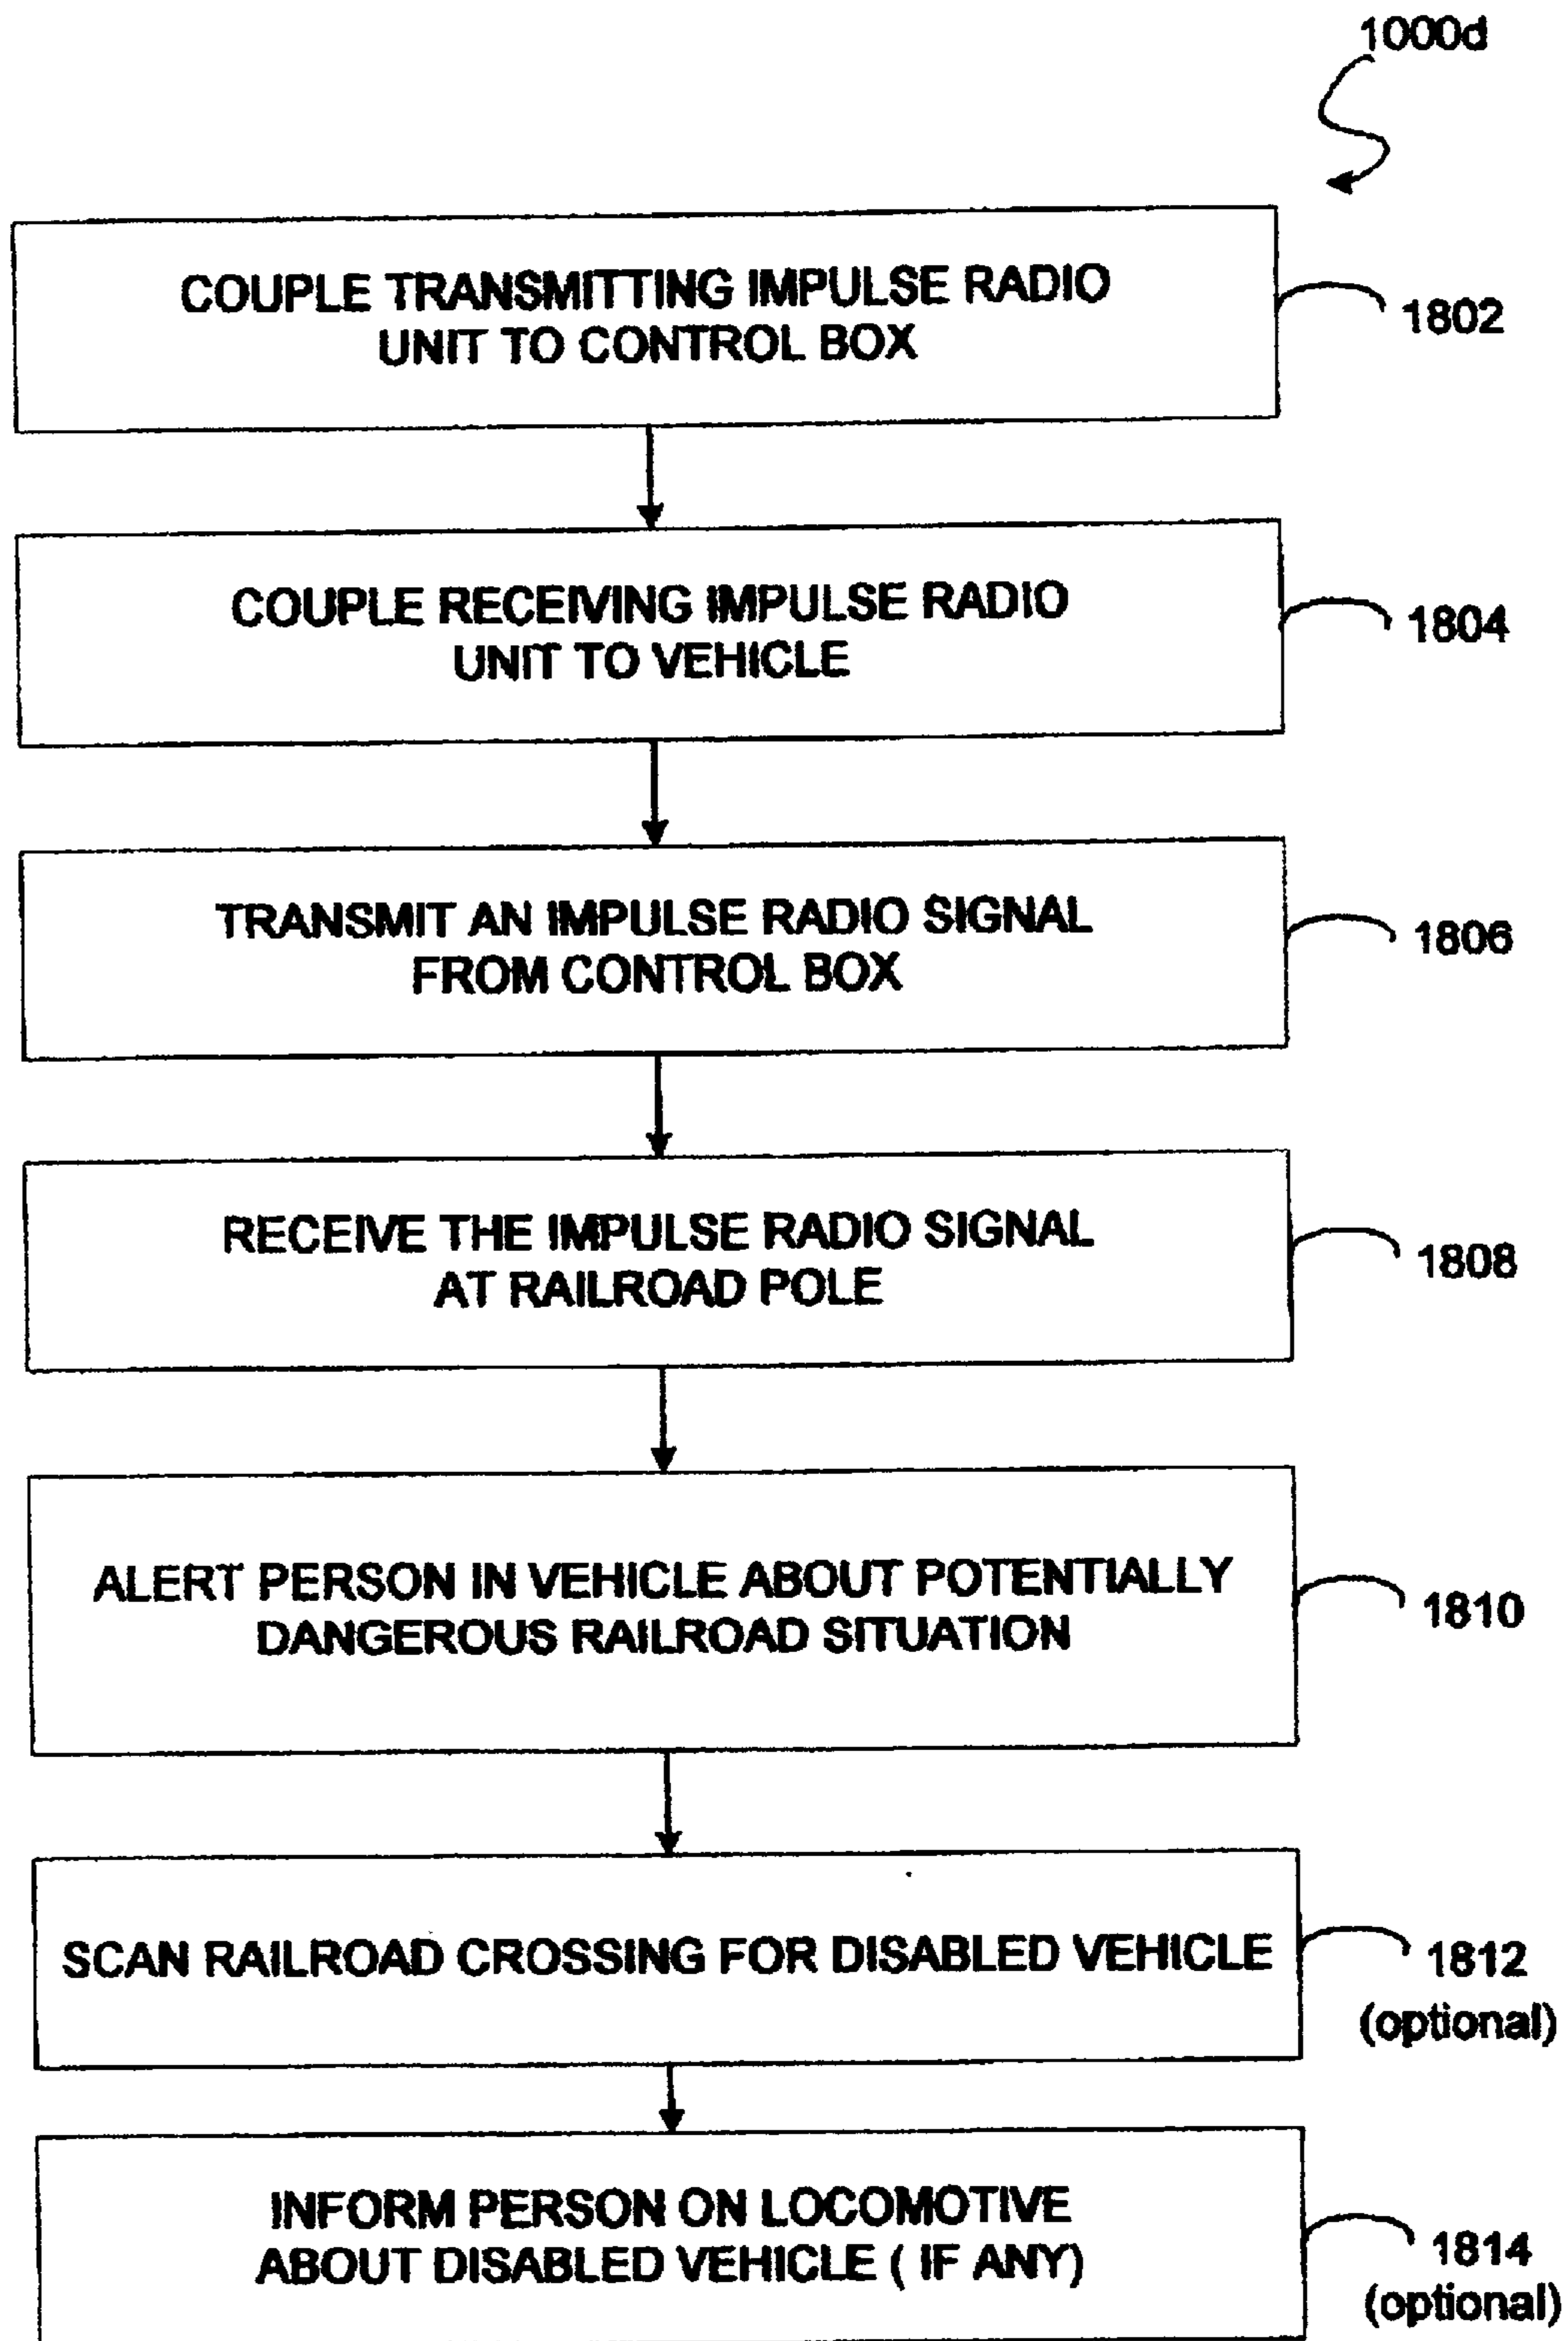 1000d
COUPLE TRANSMITTING IMPULSE RADIO
UNIT TO CONTROL BOX
1802
COUPLE RECEIVING IMPULSE RADIO
UNIT TO VEHICLE
1804
TRANSMIT AN IMPULSE RADIO SIGNAL
FROM CONTROL BOX
1806
RECEIVE THE IMPULSE RADIO SIGNAL
AT RAILROAD POLE
1808
ALERT PERSON IN VEHICLE ABOUT POTENTIALLY
DANGEROUS RAILROAD SITUATION
1810
SCAN RAILROAD CROSSING FOR DISABLED VEHICLE
1812
(optional)
INFORM PERSON ON LOCOMOTIVE
ABOUT DISABLED VEHICLE ( IF ANY)
1814
(optional)